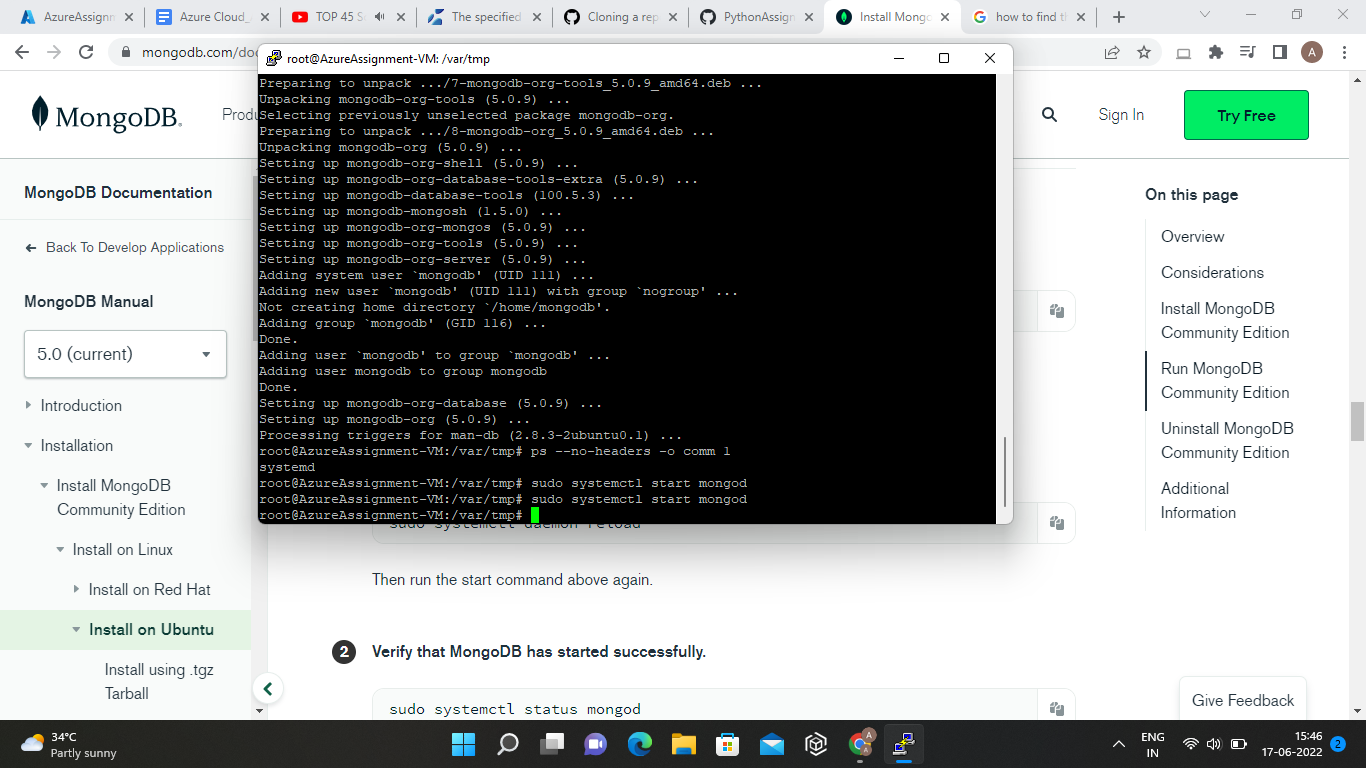 AzureAssignm
Azure Cloud_
TOP 45 S
The specified
Cloning a rep
PythonAssign
Install Mongo
how to find th
mongodb.com/doc
A
root@AzureAssignment-VM: /var/tmp
Preparing to unpack .../7-mongodb-org-tools_5.0.9_amd64.deb ...
Unpacking mongodb-org-tools (5.0.9) ...
Selecting previously unselected package mongodb-org.
Preparing to unpack .../8-mongodb-org_5.0.9_amd64.deb ...
Unpacking mongodb-org (5.0.9) ...
Setting up mongodb-org-shell (5.0.9) ...
Setting up mongodb-org-database-tools-extra (5.0.9) ...
Setting up mongodb-database-tools (100.5.3) ...
Setting up mongodb-mongosh (1.5.0) ...
Setting up mongodb-org-mongos (5.0.9) ...
Setting up mongodb-org-tools (5.0.9) ...
Setting up mongodb-org-server (5.0.9) ...
Adding system user `mongodb' (UID 111) ...
Adding new user `mongodb' (UID 111) with group `nogroup' ...
Not creating home directory `/home/mongodb'.
Adding group `mongodb' (GID 116) ...
Done.
Adding user `mongodb' to group `mongodb' ...
Adding user mongodb to group mongodb
Done.
Setting up mongodb-org-database (5.0.9) ...
Setting up mongodb-org (5.0.9) ...
Processing triggers for man-db (2.8.3-2ubuntu0.1) ...
root@AzureAssignment-VM:/var/tmp# ps --no-headers -o comm 1
systemd
root@AzureAssignment-VM:/var/tmp# sudo systemctl start mongod
root@AzureAssignment-VM:/var/tmp# sudo systemctl start mongod
root@AzureAssignment-VM:/var/tmp#
MongoDB.
Produ
Sign In
Try Free
MongoDB Documentation
Back To Develop Applications
MongoDB Manual
5.0 (current)
Introduction
Installation
Install MongoDB
Community Edition
Install on Linux
Install on Red Hat
Install on Ubuntu
Install using .tgz
Tarball
sudo systemctl daemon-reload
Then run the start command above again.
2
Verify that MongoDB has started successfully.
sudo systemctl status mongod
On this page
Overview
Considerations
Install MongoDB
Community Edition
Run MongoDB
Community Edition
Uninstall MongoDB
Community Edition
Additional
Information
Give Feedback
34°C
Partly sunny
A
ENG
IN
15:46
17-06-2022
2